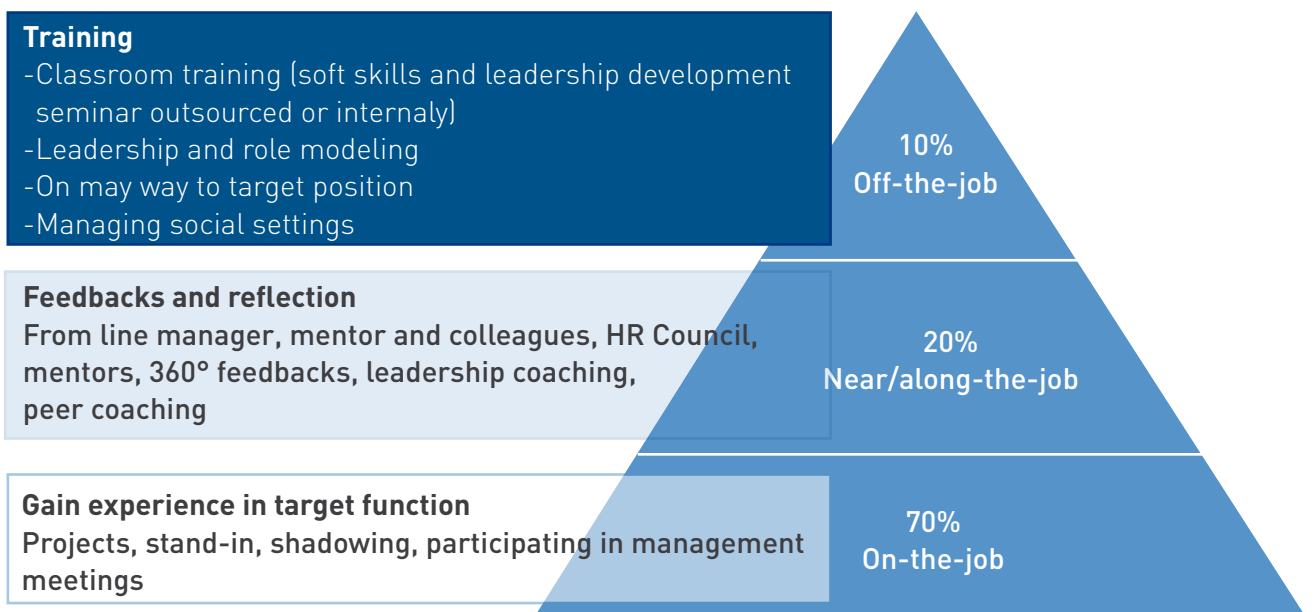 Training
-Classroom training (soft skills and leadership development
seminar outsourced or internaly)
-Leadership and role modeling
-On may way to target position
-Managing social settings
10%
Off-the-job
Feedbacks and reflection
From line manager, mentor and colleagues, HR Council,
mentors, 360° feedbacks, leadership coaching,
peer coaching
20%
Near/along-the-job
Gain experience in target function
Projects, stand-in, shadowing, participating in management
meetings
70%
On-the-job